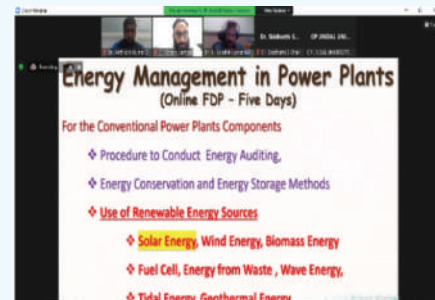 Energy Management in Power Plants
(Online FDP - Five Days)
For the Conventional Power Plants Components
❖ Procedure to Conduct Energy Auditing,
❖ Energy Conservation and Energy Storage Methods
❖ Use of Renewable Energy Sources
❖ Solar Energy, Wind Energy, Biomass Energy
❖ Fuel Cell, Energy from Waste , Wave Energy,
❖ Tidal Energy, Geothermal Energy